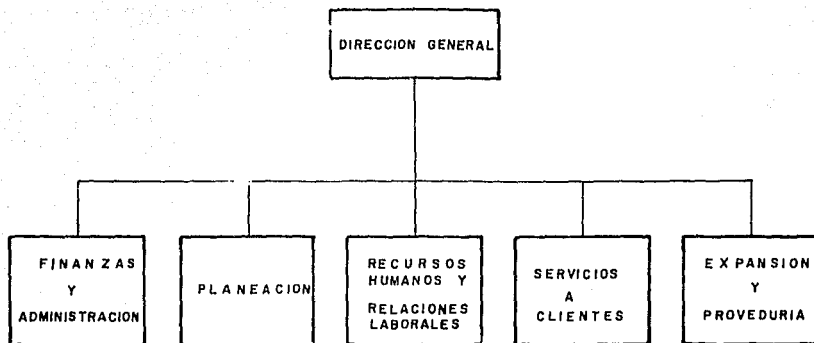 DIRECCION GENERAL
FINANZAS
Y
ADMINISTRACION
PLANEACION
RECURSOS
HUMANOS Y
RELACIONES
LABORALES
SERVICIOS
A
CLIENTES
EXPANSION
Y
PROVEDURIA